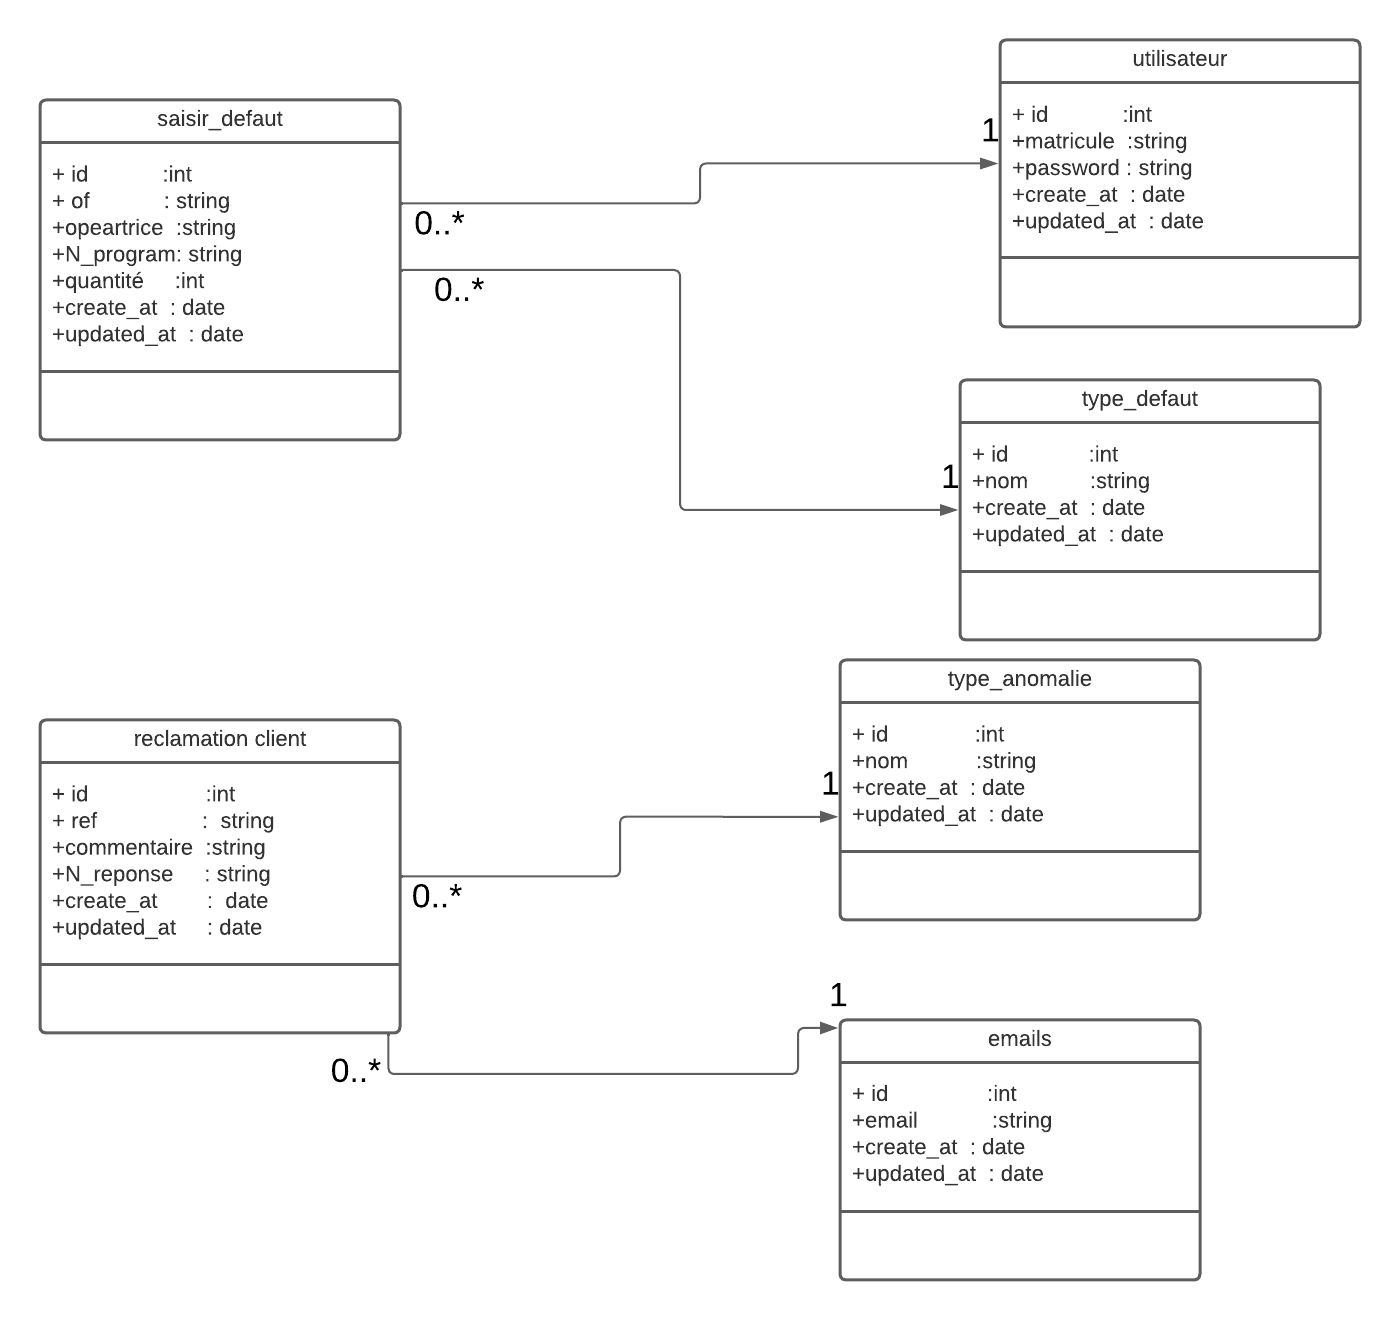 saisir_defaut
+ id :int
+ of : string
+opeartrice :string
+N_program: string
+quantité :int
+create_at : date
+updated_at : date
0..*
0..*
utilisateur
1
+ id :int
+matricule :string
+password : string
+create_at : date
+updated_at : date
type_defaut
1
+ id :int
+nom :string
+create_at : date
+updated_at : date
reclamation client
+ id :int
+ ref : string
+commentaire :string
+N_reponse : string
+create_at : date
+updated_at : date
0..*
0..*
type_anomalie
1
+ id :int
+nom :string
+create_at : date
+updated_at : date
1
emails
+ id :int
+email :string
+create_at : date
+updated_at : date